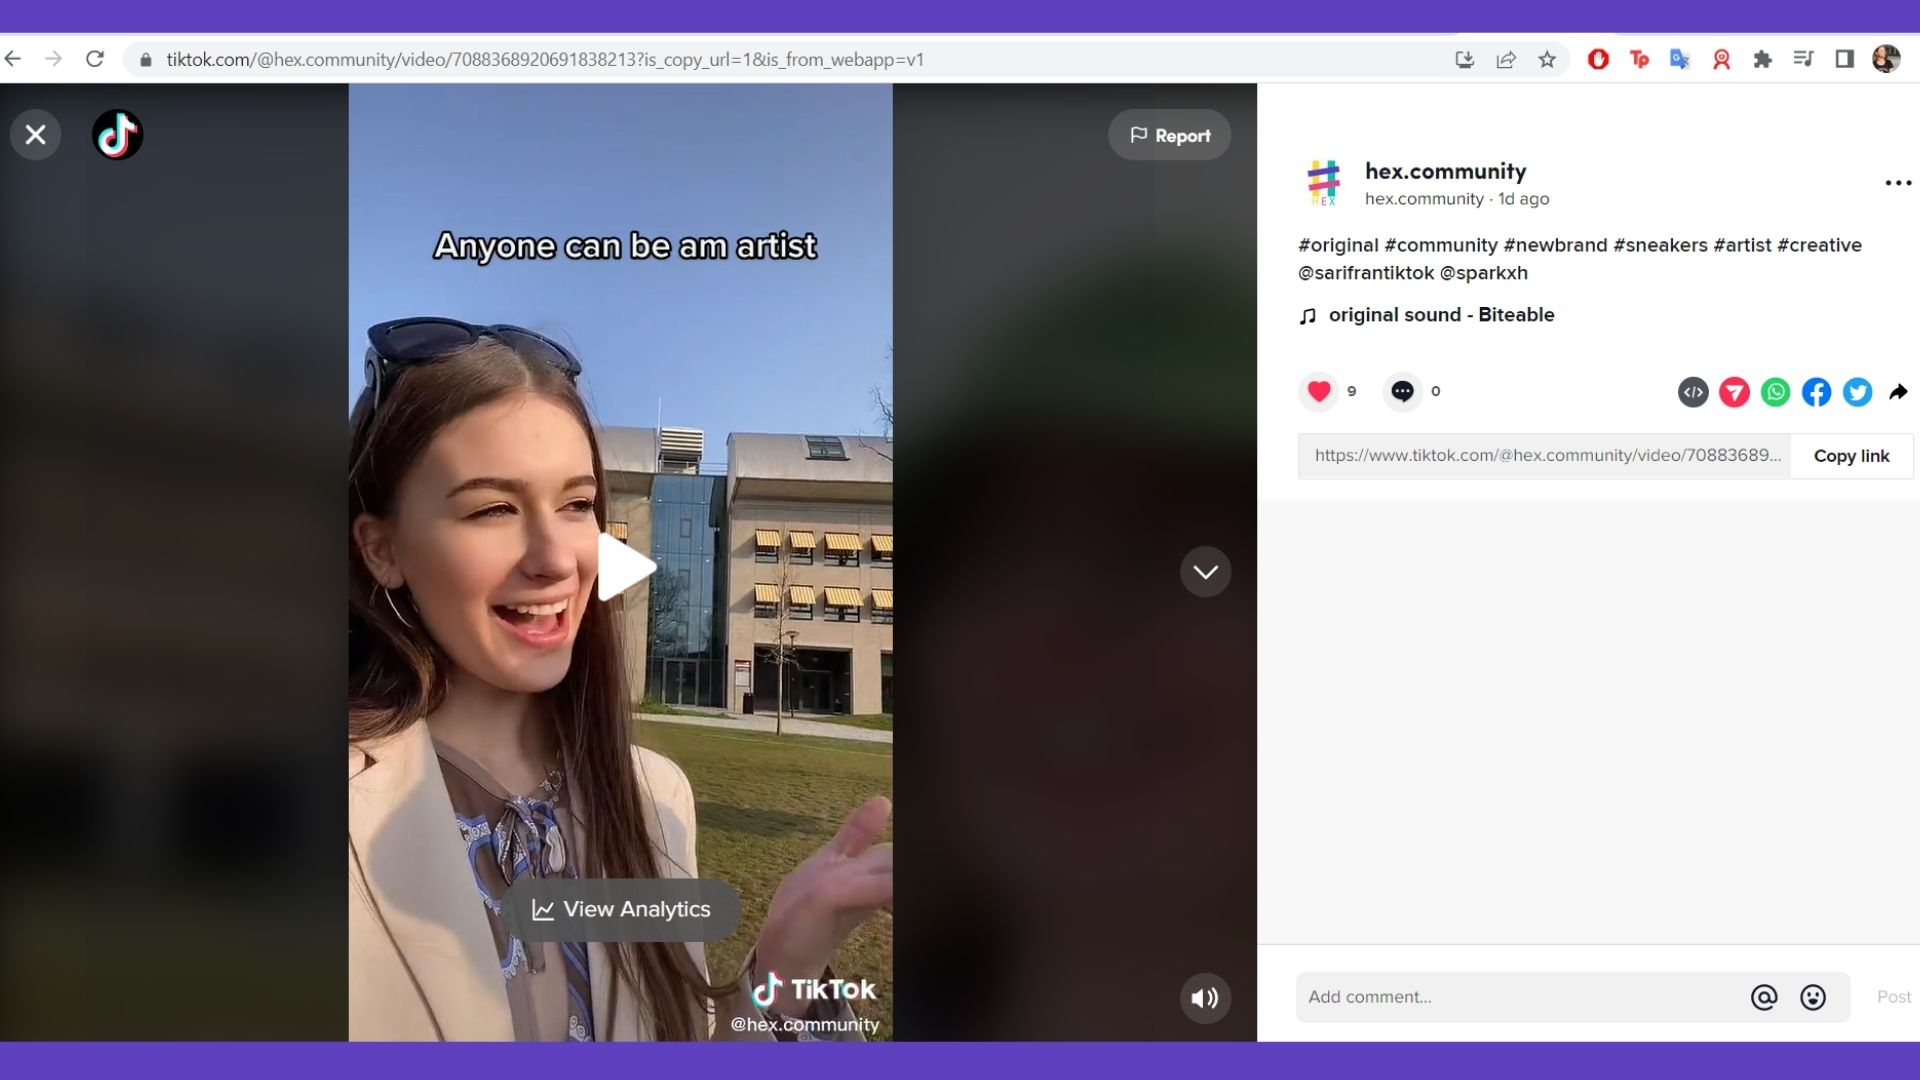 tiktok.com/@hex.community/video/7088368920691838213?is_copy_url=1&is_from_webapp=v1
Tp
Report
Anyone can be am artist
View Analytics
TikTok
@hex.community
HEX
hex.community
hex.community · 1d ago
#original #community #newbrand #sneakers #artist #creative
@sarifrantiktok @sparkxh
original sound - Biteable
9
0
https://www.tiktok.com/@hex.community/video/70883689...
Copy link
Add comment...
Post